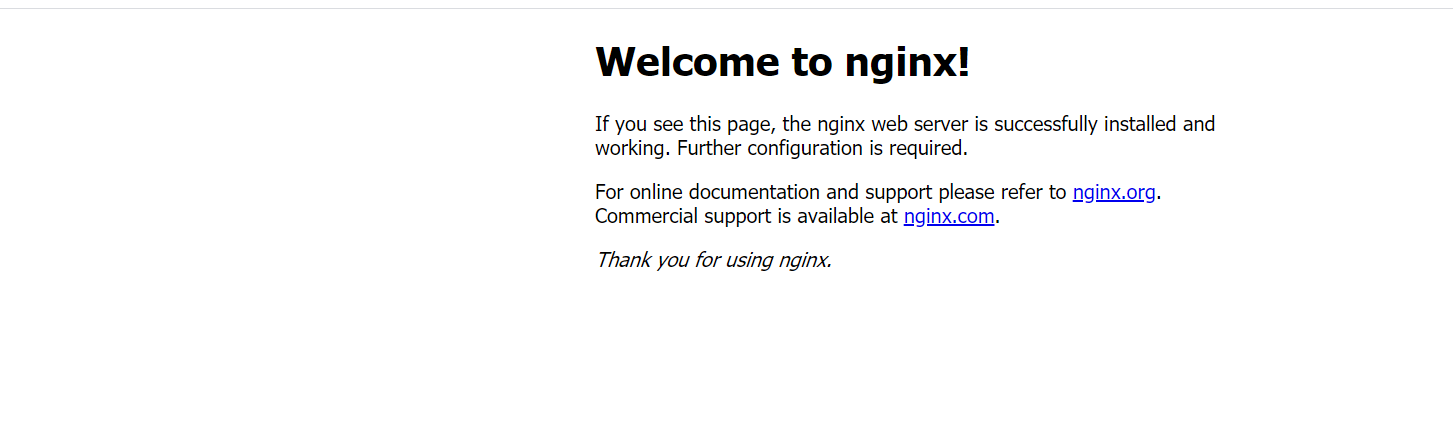 Welcome to nginx!
If you see this page, the nginx web server is successfully installed and
working. Further configuration is required.
For online documentation and support please refer to nginx.org.
Commercial support is available at nginx.com.
Thank you for using nginx.